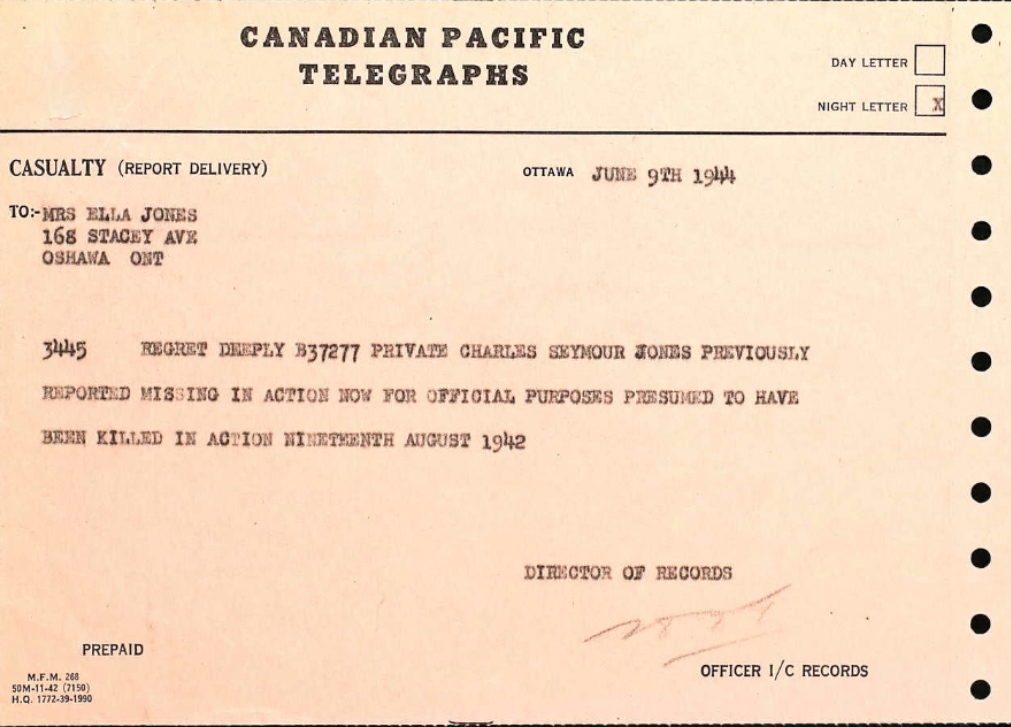 CANADIAN PACIFIC
TELEGRAPHS
DAY LETTER
NIGHT LETTER X
CASUALTY (REPORT DELIVERY)
OTTAWA JUNE 9TH 1944
TO:- MRS ELLA JONES
168 STACEY AVE
OSHAWA ONT
3445 REGRET DEEPLY B37277 PRIVATE CHARLES SEYMOUR JONES PREVIOUSLY
REPORTED MISSING IN ACTION NOW FOR OFFICIAL PURPOSES PRESUMED TO HAVE
BEEN KILLED IN ACTION NINETEENTH AUGUST 1942
DIRECTOR OF RECORDS
OFFICER I/C RECORDS
PREPAID
M.F.M. 268
50M-11-42 (7150)
H.Q. 1772-39-1990